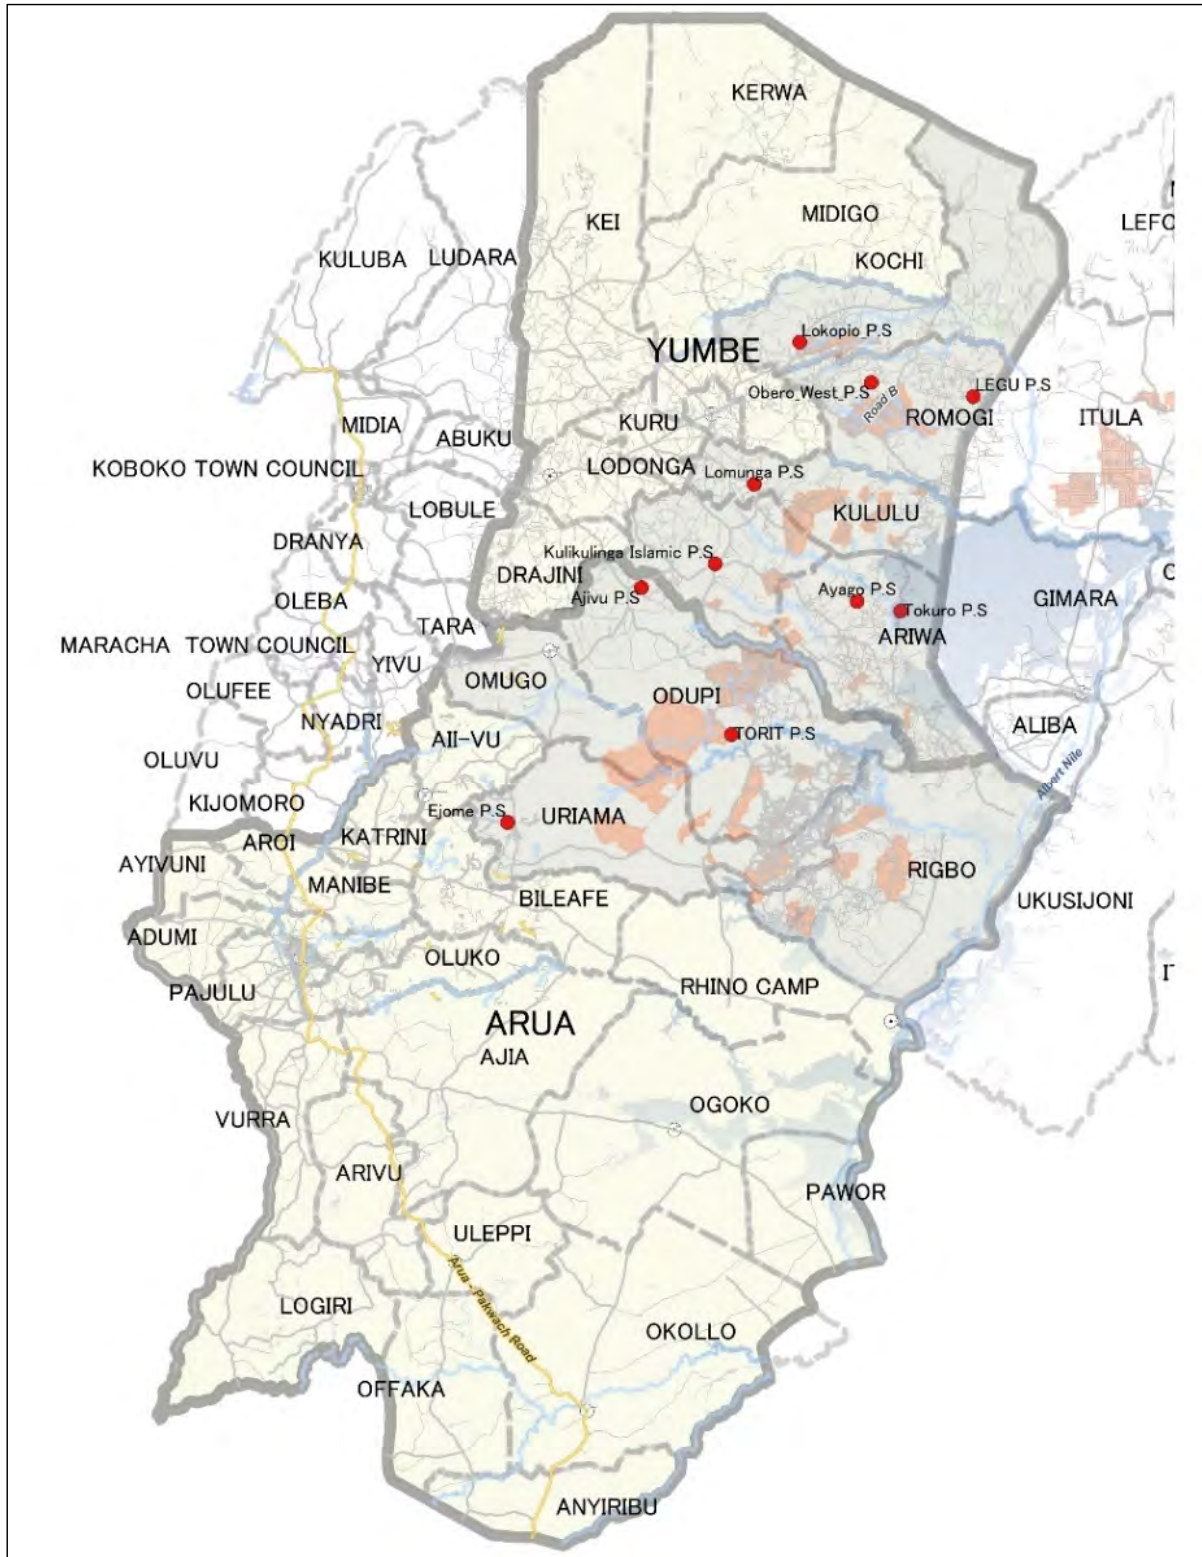 KERWA
KEI
MIDIGO
LEFO
KULUBA
LUDARA
KOCHI
Lokopio_P.S
YUMBE
Obero_West_P.S
Road B
LEGU P.S
ROMOGI
ITULA
MIDIA
ABUKU
KURU
KOBOKO TOWN COUNCIL
LODONGA
Lomunga P.S
LOBULE
KULULU
DRANYA
Kulikulinga Islamic P.S
DRAJINI
Ajivu P.S
Ayago P.S
Tokuro P.S
GIMARA
OLEBA
TARA
ARIWA
MARACHA TOWN COUNCIL
YIVU
OLUFEE
OMUGO
ODUPI
NYADRI
ALIBA
AII-VU
TORIT P.S
OLUVU
Albert Nile
KIJOMORO
Ejome P.S
URIAMA
AROI
KATRINI
AYIVUNI
RIGBO
MANIBE
BILEAFE
UKUSIJONI
ADUMI
OLUKO
PAJULU
RHINO CAMP
IT
ARUA
AJIA
OGOKO
VURRA
ARIVU
PAWOR
ULEPPI
Arua - Pakwach Road
LOGIRI
OKOLLO
OFFAKA
ANYIRIBU